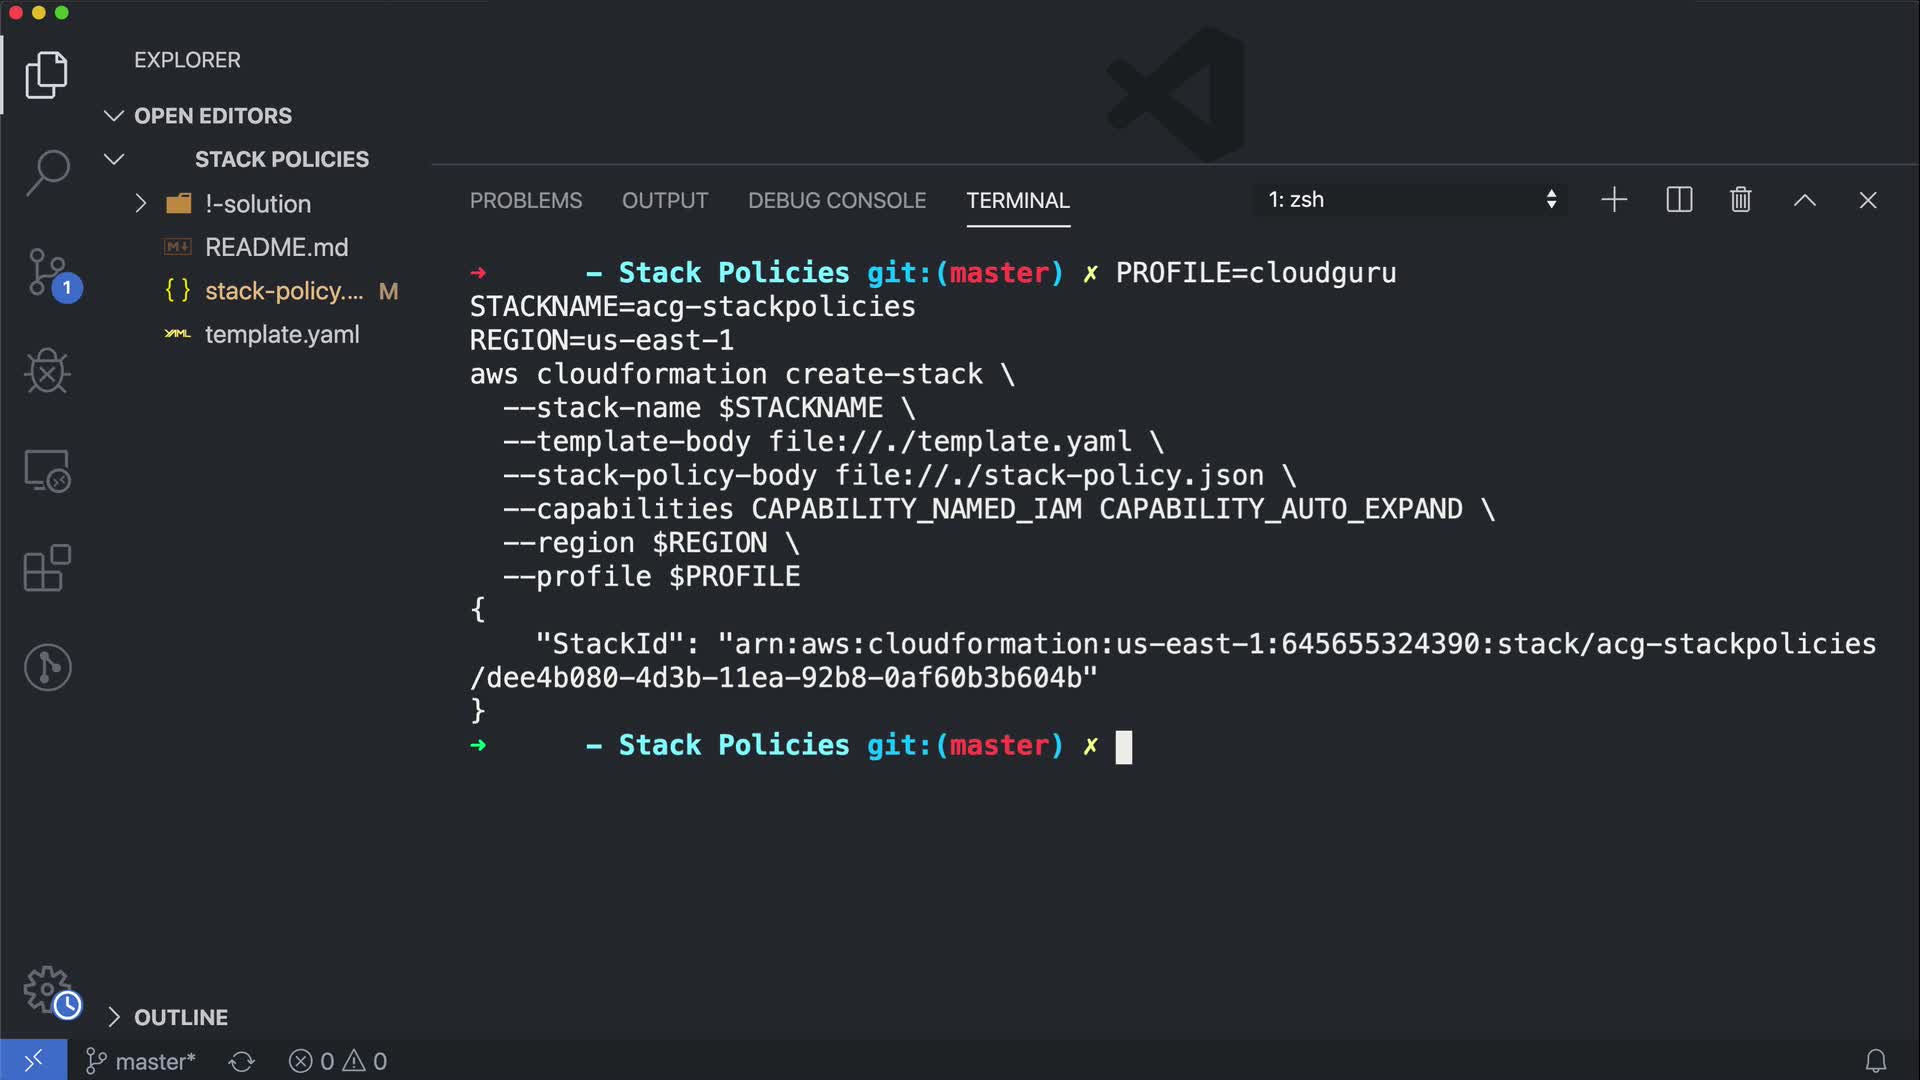 EXPLORER
OPEN EDITORS
STACK POLICIES
!-solution
README.md
stack-policy.... M
template.yaml
1
OUTLINE
PROBLEMS OUTPUT DEBUG CONSOLE TERMINAL 1: zsh
➜ – Stack Policies git:(master) ✗ PROFILE=cloudguru
STACKNAME=acg-stackpolicies
REGION=us-east-1
aws cloudformation create-stack \
--stack-name $STACKNAME \
--template-body file://./template.yaml \
--stack-policy-body file://./stack-policy.json \
--capabilities CAPABILITY_NAMED_IAM CAPABILITY_AUTO_EXPAND \
--region $REGION \
--profile $PROFILE
{
"StackId": "arn:aws:cloudformation:us-east-1:645655324390:stack/acg-stackpolicies
/dee4b080-4d3b-11ea-92b8-0af60b3b604b"
}
➜ – Stack Policies git:(master) ✗
master* 0 0